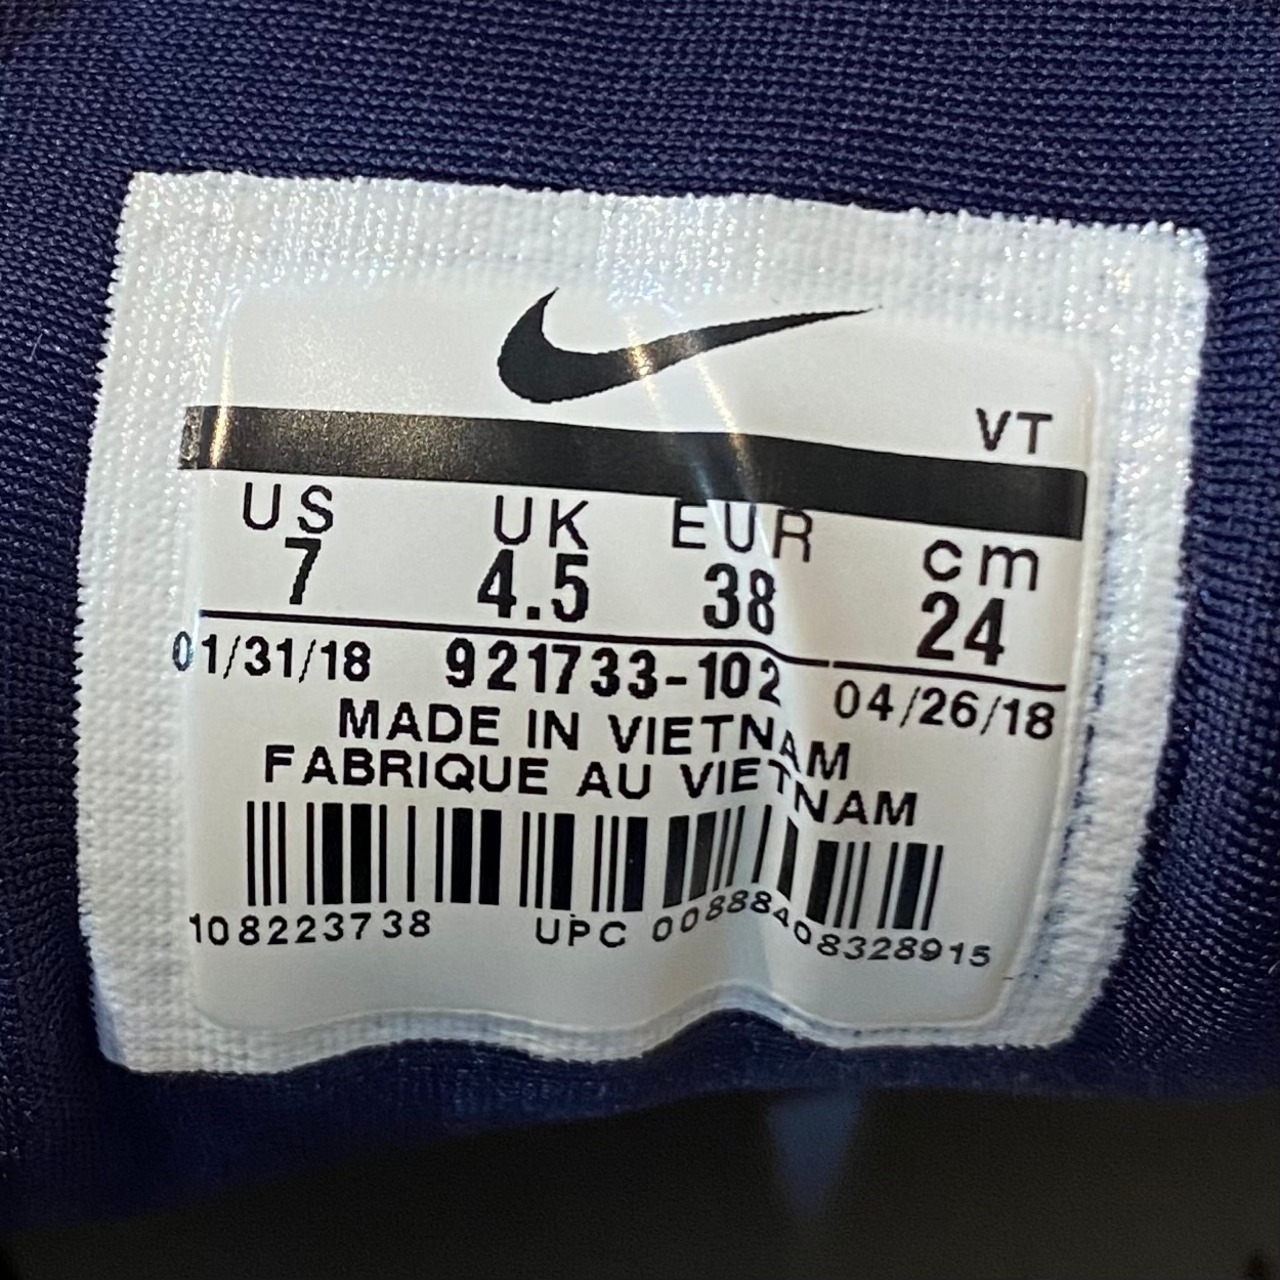 VT
US UK EUR cm
7 4.5 38 24
01/31/18 921733-102 04/26/18
MADE IN VIETNAM
FABRIQUE AU VIETNAM
108223738 UPC 00888408328915